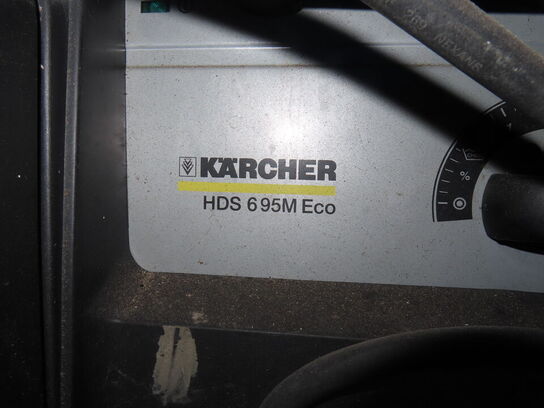 KÄRCHER
HDS 695M Eco
%